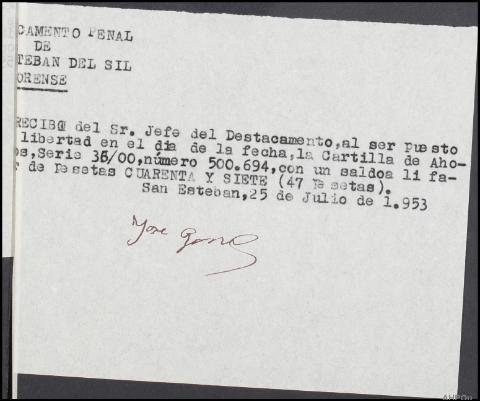 CAMENTO PENAL
DE
TEBAN DEL SIL
ORENSE
RECIBO del Sr. Jefe del Destacamento,al ser puesto
libertad en el día de la fecha,la Cartilla de Aho-
os,Serie 36/00,número 500.694,con un saldoa li fa-
r de Pesetas CUARENTA Y SIETE (47 Pesetas).
San Esteban,25 de Julio de 1.953
Jose